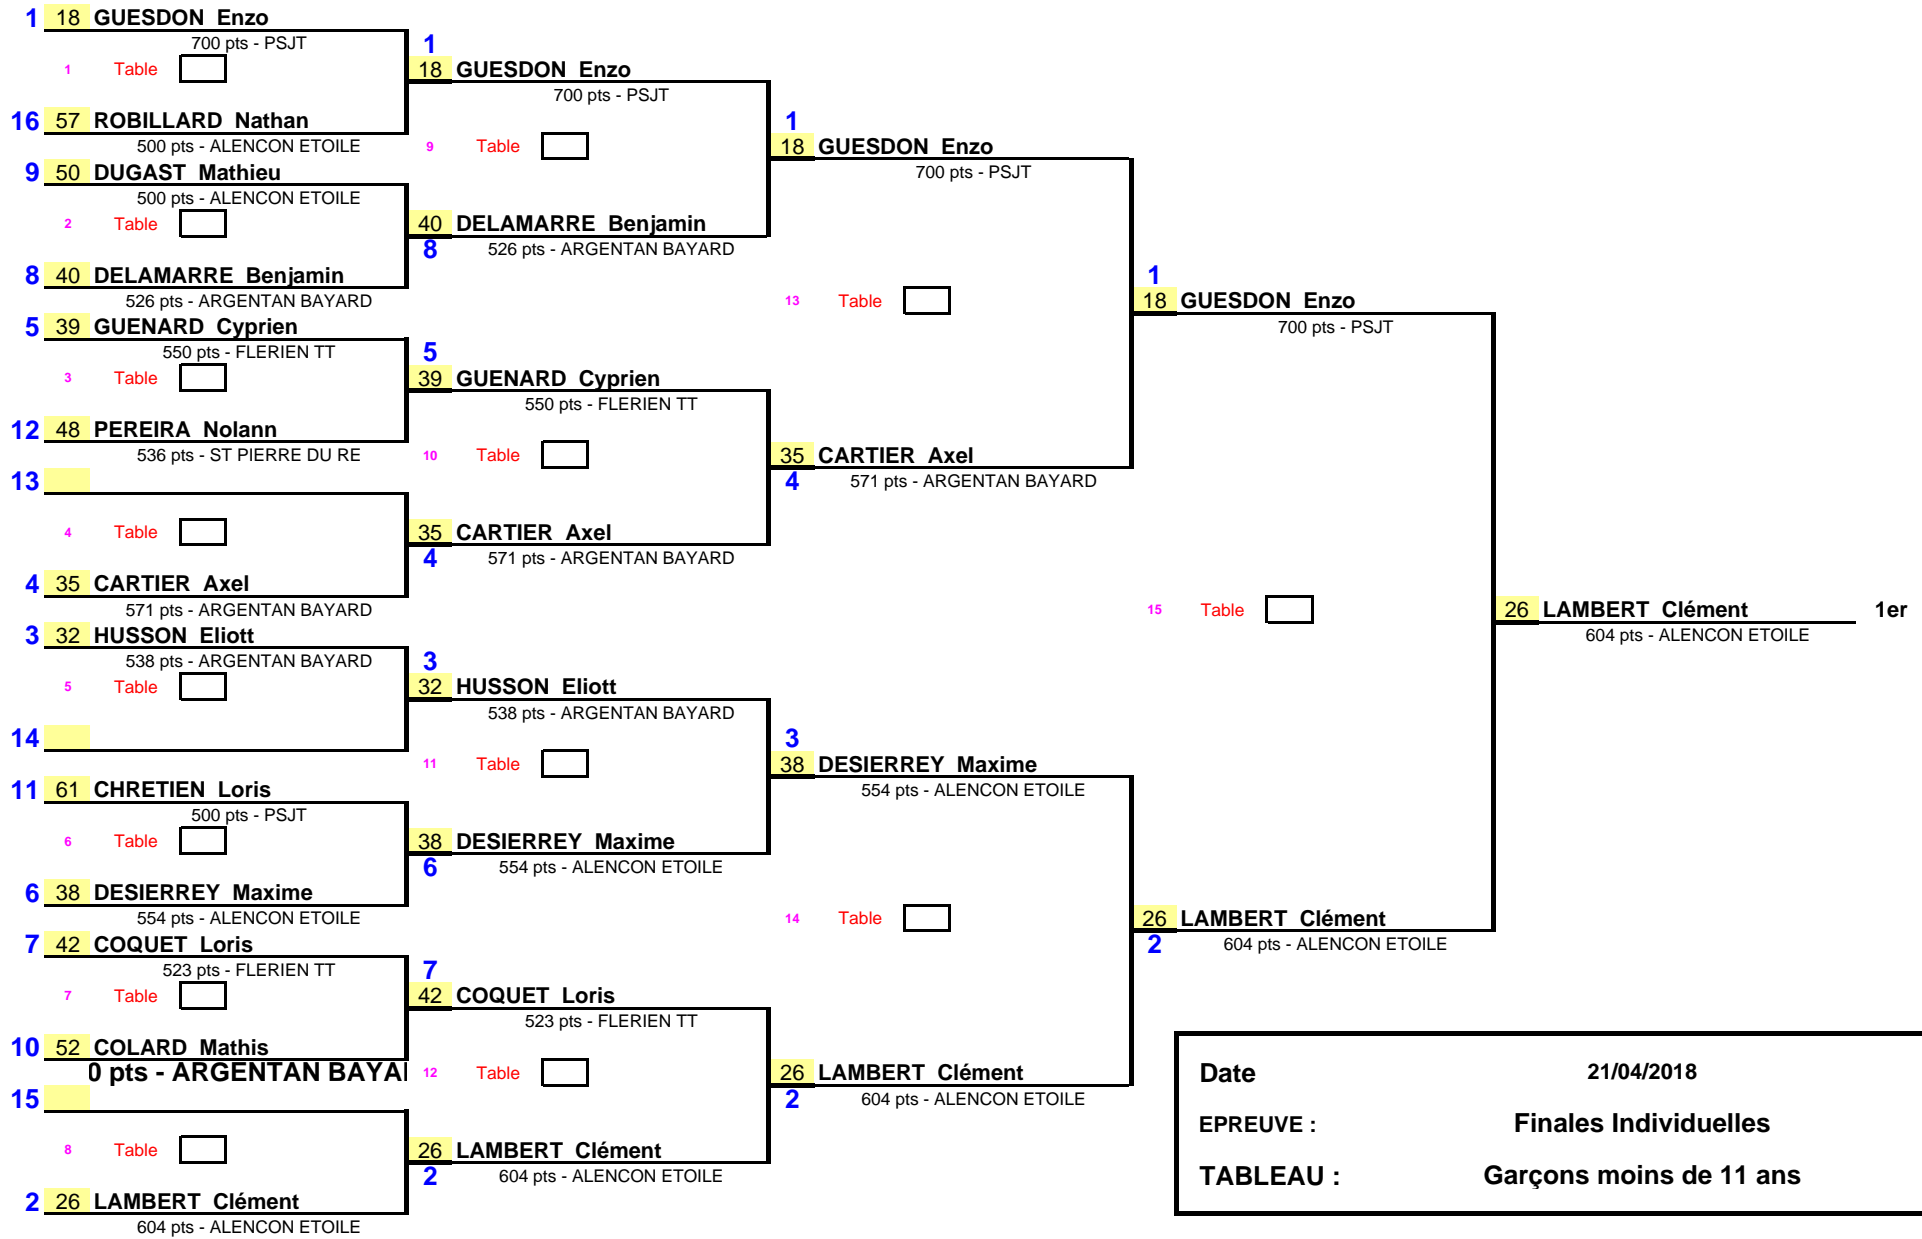 1 18 GUESDON Enzo
700 pts - PSJT
1 Table
16 57 ROBILLARD Nathan
500 pts - ALENCON ETOILE
9 50 DUGAST Mathieu
500 pts - ALENCON ETOILE
2 Table
8 40 DELAMARRE Benjamin
526 pts - ARGENTAN BAYARD
5 39 GUENARD Cyprien
550 pts - FLERIEN TT
3 Table
12 48 PEREIRA Nolann
536 pts - ST PIERRE DU RE
13
4 Table
4 35 CARTIER Axel
571 pts - ARGENTAN BAYARD
3 32 HUSSON Eliott
538 pts - ARGENTAN BAYARD
5 Table
14
11 61 CHRETIEN Loris
500 pts - PSJT
6 Table
6 38 DESIERREY Maxime
554 pts - ALENCON ETOILE
7 42 COQUET Loris
523 pts - FLERIEN TT
7 Table
10 52 COLARD Mathis
0 pts - ARGENTAN BAYA
15
8 Table
2 26 LAMBERT Clément
604 pts - ALENCON ETOILE
1
18 GUESDON Enzo
700 pts - PSJT
9 Table
40 DELAMARRE Benjamin
8 526 pts - ARGENTAN BAYARD
5
39 GUENARD Cyprien
550 pts - FLERIEN TT
10 Table
35 CARTIER Axel
4 571 pts - ARGENTAN BAYARD
3
32 HUSSON Eliott
538 pts - ARGENTAN BAYARD
11 Table
38 DESIERREY Maxime
6 554 pts - ALENCON ETOILE
7
42 COQUET Loris
523 pts - FLERIEN TT
12 Table
26 LAMBERT Clément
2 604 pts - ALENCON ETOILE
1
18 GUESDON Enzo
700 pts - PSJT
13 Table
35 CARTIER Axel
4 571 pts - ARGENTAN BAYARD
3
38 DESIERREY Maxime
554 pts - ALENCON ETOILE
14 Table
26 LAMBERT Clément
2 604 pts - ALENCON ETOILE
1
18 GUESDON Enzo
700 pts - PSJT
15 Table
26 LAMBERT Clément
2 604 pts - ALENCON ETOILE
26 LAMBERT Clément 1er
604 pts - ALENCON ETOILE
Date 21/04/2018
EPREUVE : Finales Individuelles
TABLEAU : Garçons moins de 11 ans